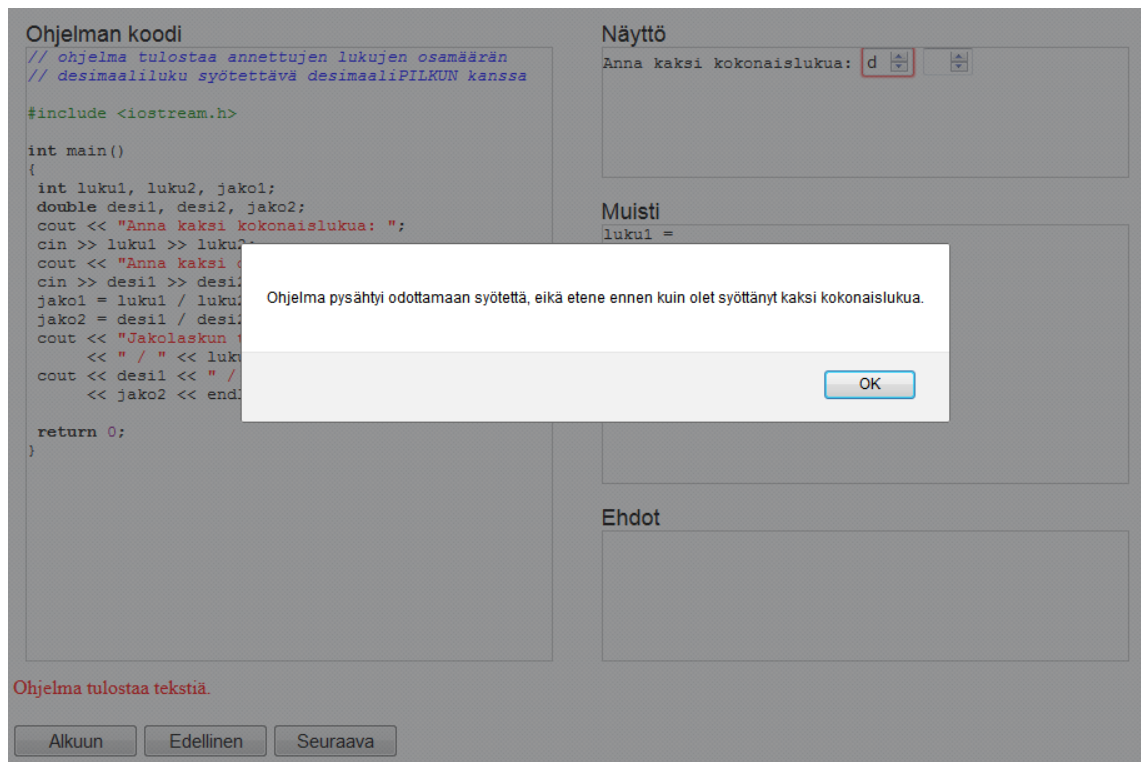 Ohjelman koodi
// ohjelma tulostaa annettujen lukujen osamäärän
// desimaaliluku syötettävä desimaaliPILKUN kanssa
#include <iostream.h>
int main()
{
int luku1, luku2, jako1;
double desi1, desi2, jako2;
cout << "Anna kaksi kokonaislukua: ";
cin >> luku1 >> luku2;
cout << "Anna kaksi
cin >> desi1 >> desi2
jako1 = luku1 / luku2
jako2 = desi1 / desi2
cout << "Jakolaskun
<< " / " << luku
cout << desi1 << " /
<< jako2 << endl
return 0;
}
Näyttö
Anna kaksi kokonaislukua: d
Muisti
luku1 =
Ohjelma pysähtyi odottamaan syötettä, eikä etene ennen kuin olet syöttänyt kaksi kokonaislukua.
OK
Ehdot
Ohjelma tulostaa tekstiä.
Alkuun Edellinen Seuraava